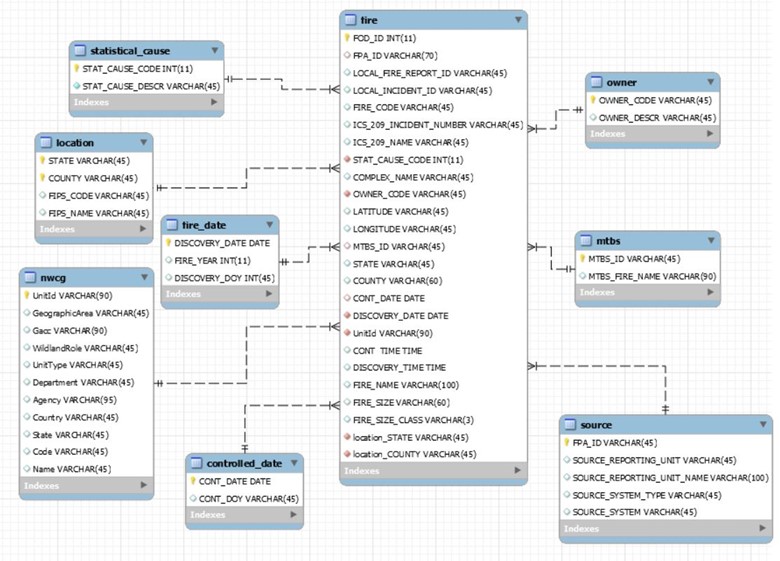 statistical_cause
STAT_CAUSE_CODE INT(11)
STAT_CAUSE_DESCR VARCHAR(45)
Indexes
location
STATE VARCHAR(45)
COUNTY VARCHAR(45)
FIPS_CODE VARCHAR(45)
FIPS_NAME VARCHAR(45)
Indexes
fire_date
DISCOVERY_DATE DATE
FIRE_YEAR INT(11)
DISCOVERY_DOY INT(45)
Indexes
nwcg
UnitId VARCHAR(90)
GeographicArea VARCHAR(45)
Gacc VARCHAR(90)
WildlandRole VARCHAR(45)
UnitType VARCHAR(45)
Department VARCHAR(45)
Agency VARCHAR(95)
Country VARCHAR(45)
State VARCHAR(45)
Code VARCHAR(45)
Name VARCHAR(45)
Indexes
controlled_date
CONT_DATE DATE
CONT_DOY VARCHAR(45)
Indexes
fire
FOD_ID INT(11)
FPA_ID VARCHAR(70)
LOCAL_FIRE_REPORT_ID VARCHAR(45)
LOCAL_INCIDENT_ID VARCHAR(45)
FIRE_CODE VARCHAR(45)
ICS_209_INCIDENT_NUMBER VARCHAR(45)
ICS_209_NAME VARCHAR(45)
STAT_CAUSE_CODE INT(11)
COMPLEX_NAME VARCHAR(45)
OWNER_CODE VARCHAR(45)
LATITUDE VARCHAR(45)
LONGITUDE VARCHAR(45)
MTBS_ID VARCHAR(45)
STATE VARCHAR(45)
COUNTY VARCHAR(60)
CONT_DATE DATE
DISCOVERY_DATE DATE
UnitId VARCHAR(90)
CONT_TIME TIME
DISCOVERY_TIME TIME
FIRE_NAME VARCHAR(100)
FIRE_SIZE VARCHAR(60)
FIRE_SIZE_CLASS VARCHAR(3)
location_STATE VARCHAR(45)
location_COUNTY VARCHAR(45)
Indexes
owner
OWNER_CODE VARCHAR(45)
OWNER_DESCR VARCHAR(45)
Indexes
mtbs
MTBS_ID VARCHAR(45)
MTBS_FIRE_NAME VARCHAR(90)
Indexes
source
FPA_ID VARCHAR(45)
SOURCE_REPORTING_UNIT VARCHAR(45)
SOURCE_REPORTING_UNIT_NAME VARCHAR(100)
SOURCE_SYSTEM_TYPE VARCHAR(45)
SOURCE_SYSTEM VARCHAR(45)
Indexes